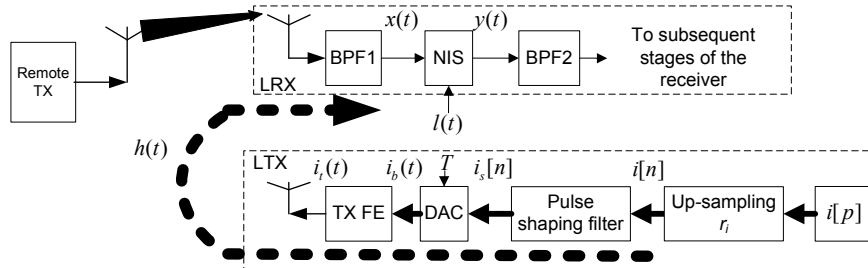 x(t) y(t)
Remote
TX
BPF1
NIS
BPF2
To subsequent
stages of the
receiver
LRX
l(t)
h(t)
LTX
i_t(t) i_b(t) T i_s[n] i[n]
TX FE
DAC
Pulse
shaping filter
Up-sampling
r_i
i[p]